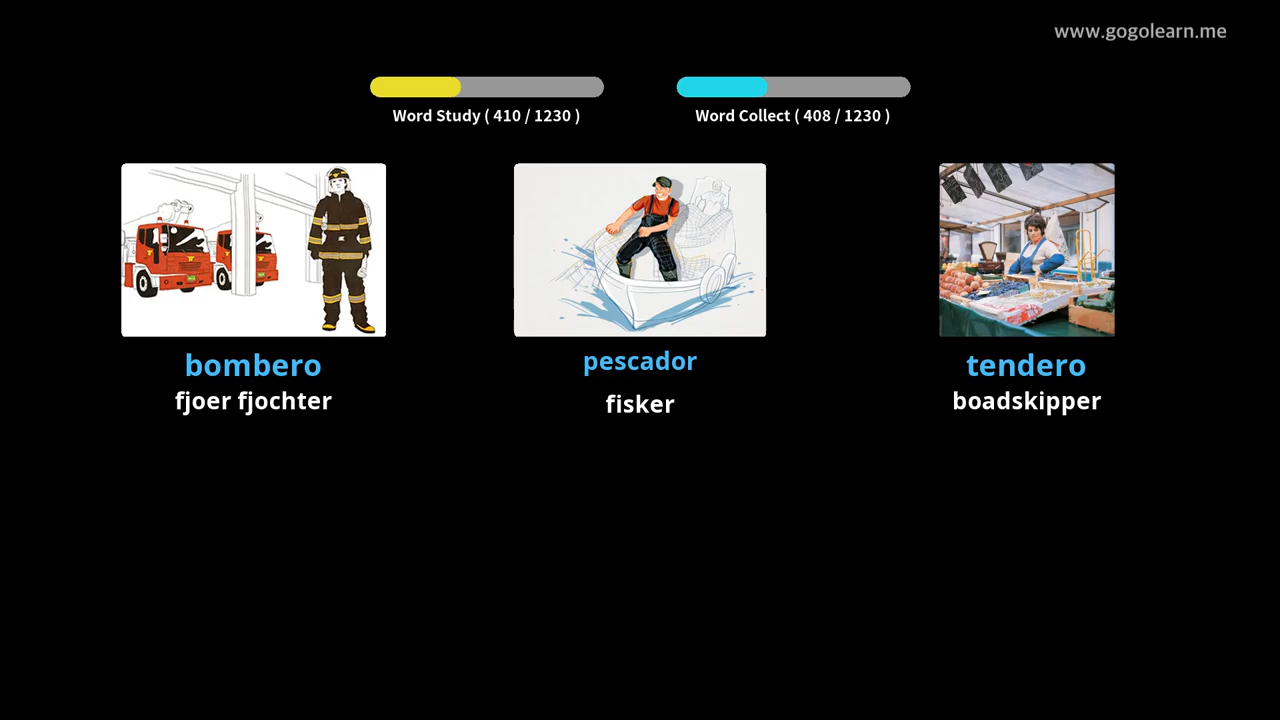 www.gogolearn.me
Word Study ( 410 / 1230 )
Word Collect ( 408 / 1230 )
bombero
fjoer fjochter
pescador
fisker
tendero
boadskipper